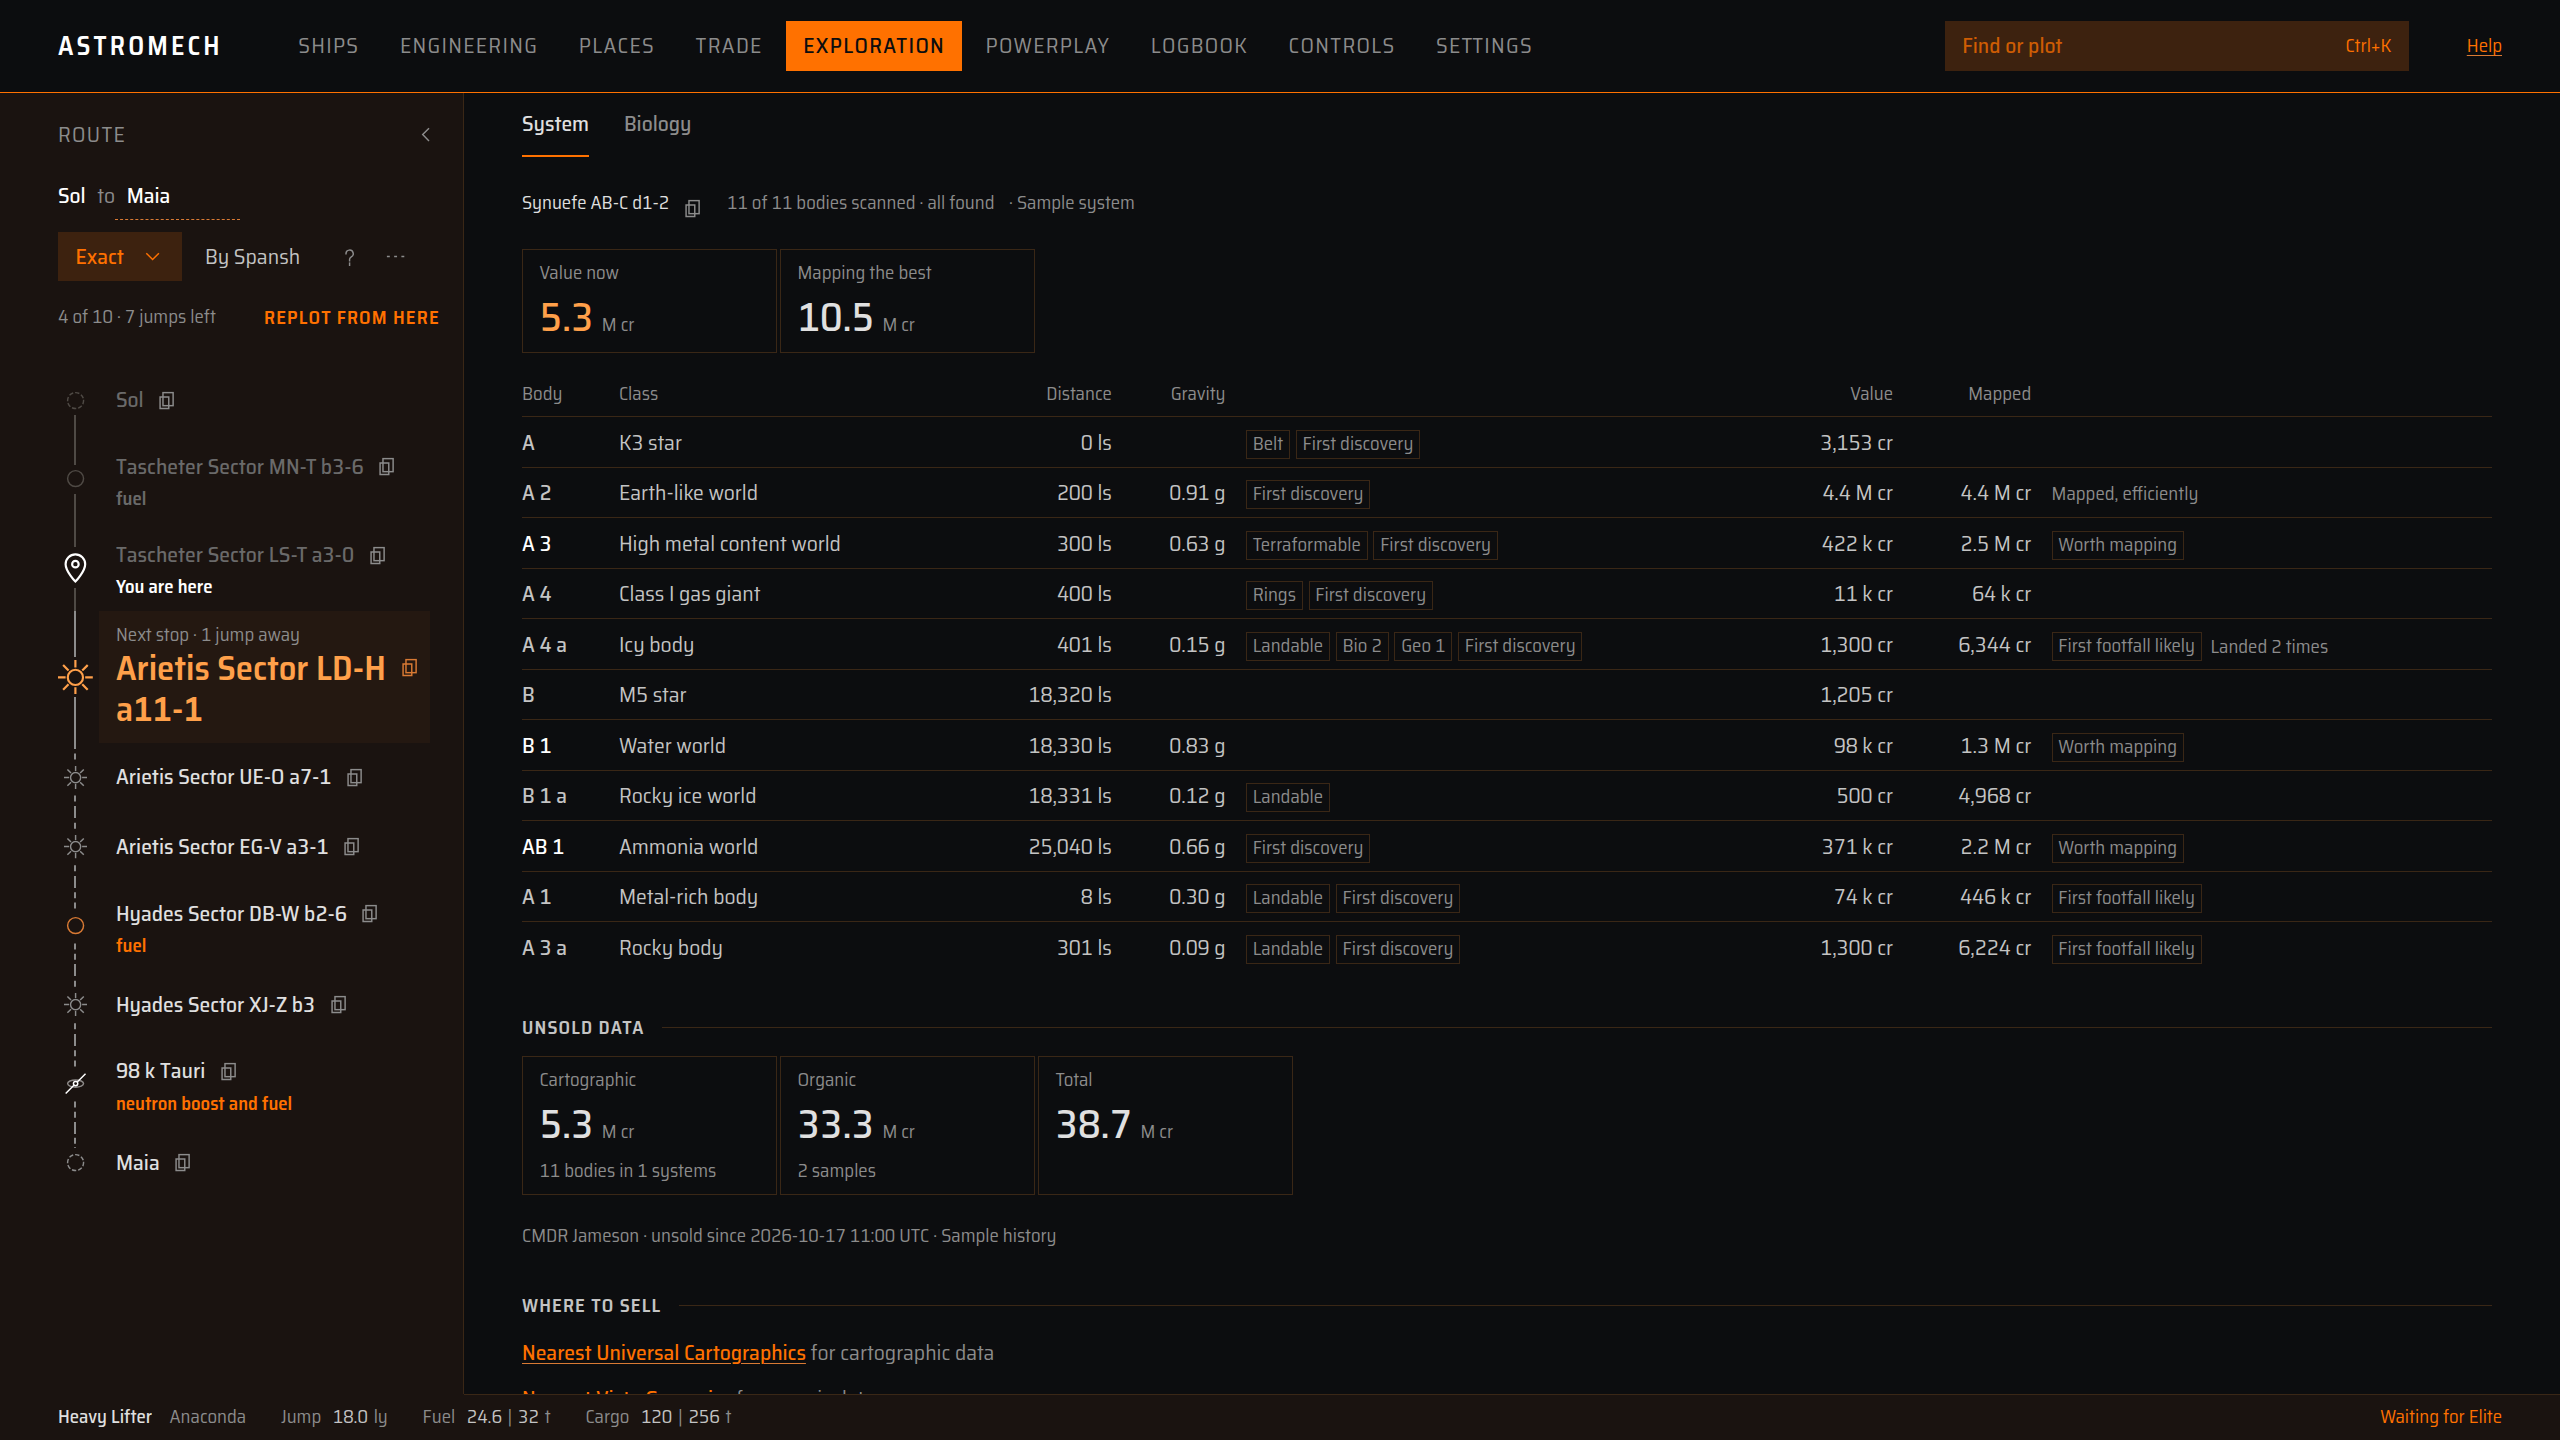 ASTROMECH SHIPS ENGINEERING PLACES TRADE EXPLORATION POWERPLAY LOGBOOK CONTROLS SETTINGS Find or plot Ctrl+K Help
ROUTE
Sol to Maia
Exact By Spansh ? ···
4 of 10 · 7 jumps left REPLOT FROM HERE
Sol
Tascheter Sector MN-T b3-6
fuel
Tascheter Sector LS-T a3-0
You are here
Next stop · 1 jump away
Arietis Sector LD-H
a11-1
Arietis Sector UE-O a7-1
Arietis Sector EG-V a3-1
Hyades Sector DB-W b2-6
fuel
Hyades Sector XJ-Z b3
98 k Tauri
neutron boost and fuel
Maia
System Biology
Synuefe AB-C d1-2 11 of 11 bodies scanned · all found · Sample system
Value now Mapping the best
5.3 M cr 10.5 M cr
Body Class Distance Gravity Value Mapped
A K3 star 0 ls Belt First discovery 3,153 cr
A 2 Earth-like world 200 ls 0.91 g First discovery 4.4 M cr 4.4 M cr Mapped, efficiently
A 3 High metal content world 300 ls 0.63 g Terraformable First discovery 422 k cr 2.5 M cr Worth mapping
A 4 Class I gas giant 400 ls Rings First discovery 11 k cr 64 k cr
A 4 a Icy body 401 ls 0.15 g Landable Bio 2 Geo 1 First discovery 1,300 cr 6,344 cr First footfall likely Landed 2 times
B M5 star 18,320 ls 1,205 cr
B 1 Water world 18,330 ls 0.83 g 98 k cr 1.3 M cr Worth mapping
B 1 a Rocky ice world 18,331 ls 0.12 g Landable 500 cr 4,968 cr
AB 1 Ammonia world 25,040 ls 0.66 g First discovery 371 k cr 2.2 M cr Worth mapping
A 1 Metal-rich body 8 ls 0.30 g Landable First discovery 74 k cr 446 k cr First footfall likely
A 3 a Rocky body 301 ls 0.09 g Landable First discovery 1,300 cr 6,224 cr First footfall likely
UNSOLD DATA
Cartographic Organic Total
5.3 M cr 33.3 M cr 38.7 M cr
11 bodies in 1 systems 2 samples
CMDR Jameson · unsold since 2026-10-17 11:00 UTC · Sample history
WHERE TO SELL
Nearest Universal Cartographics for cartographic data
Heavy Lifter Anaconda Jump 18.0 ly Fuel 24.6 | 32 t Cargo 120 | 256 t Waiting for Elite